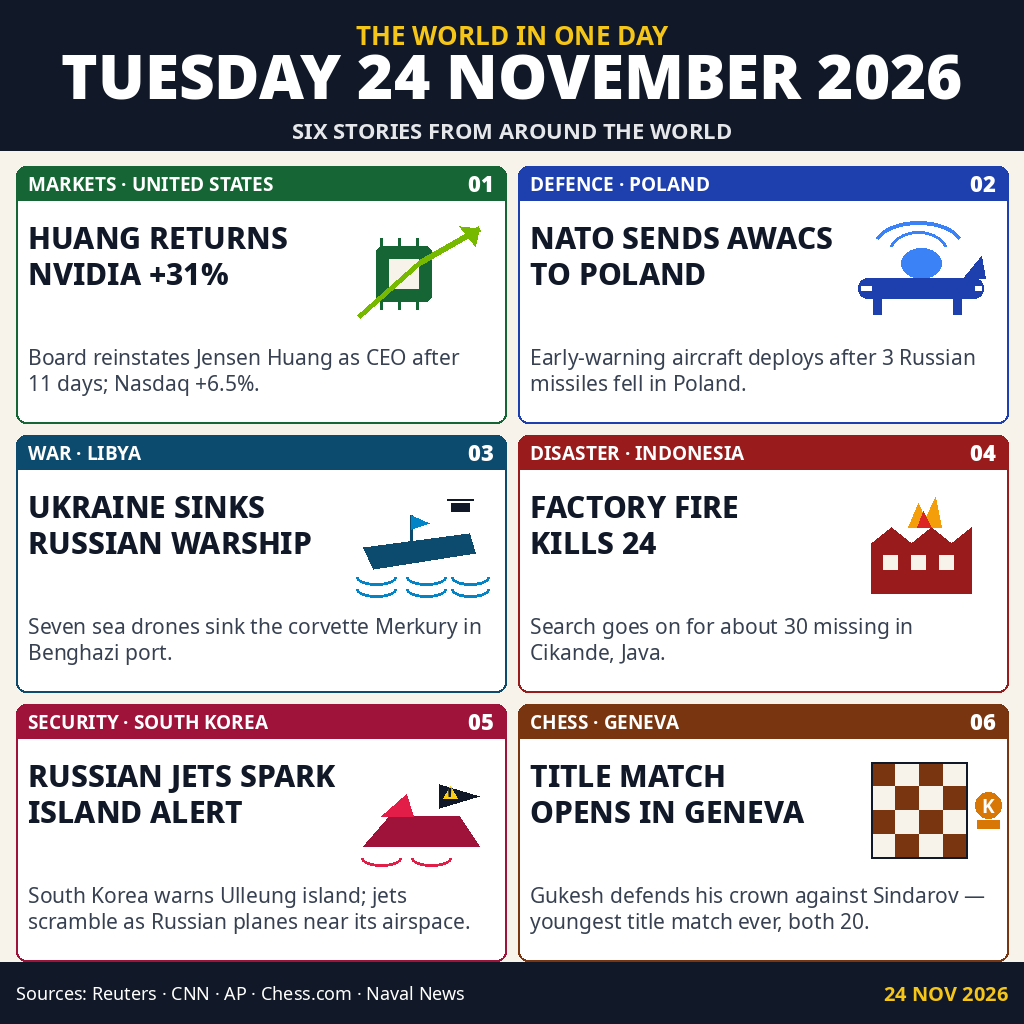 THE WORLD IN ONE DAY
TUESDAY 24 NOVEMBER 2026
SIX STORIES FROM AROUND THE WORLD
MARKETS · UNITED STATES 01
HUANG RETURNS
NVIDIA +31%
Board reinstates Jensen Huang as CEO after
11 days; Nasdaq +6.5%.
DEFENCE · POLAND 02
NATO SENDS AWACS
TO POLAND
Early-warning aircraft deploys after 3 Russian
missiles fell in Poland.
WAR · LIBYA 03
UKRAINE SINKS
RUSSIAN WARSHIP
Seven sea drones sink the corvette Merkury in
Benghazi port.
DISASTER · INDONESIA 04
FACTORY FIRE
KILLS 24
Search goes on for about 30 missing in
Cikande, Java.
SECURITY · SOUTH KOREA 05
RUSSIAN JETS SPARK
ISLAND ALERT
!
South Korea warns Ulleung island; jets
scramble as Russian planes near its airspace.
CHESS · GENEVA 06
TITLE MATCH
OPENS IN GENEVA
K
Gukesh defends his crown against Sindarov —
youngest title match ever, both 20.
Sources: Reuters · CNN · AP · Chess.com · Naval News
24 NOV 2026